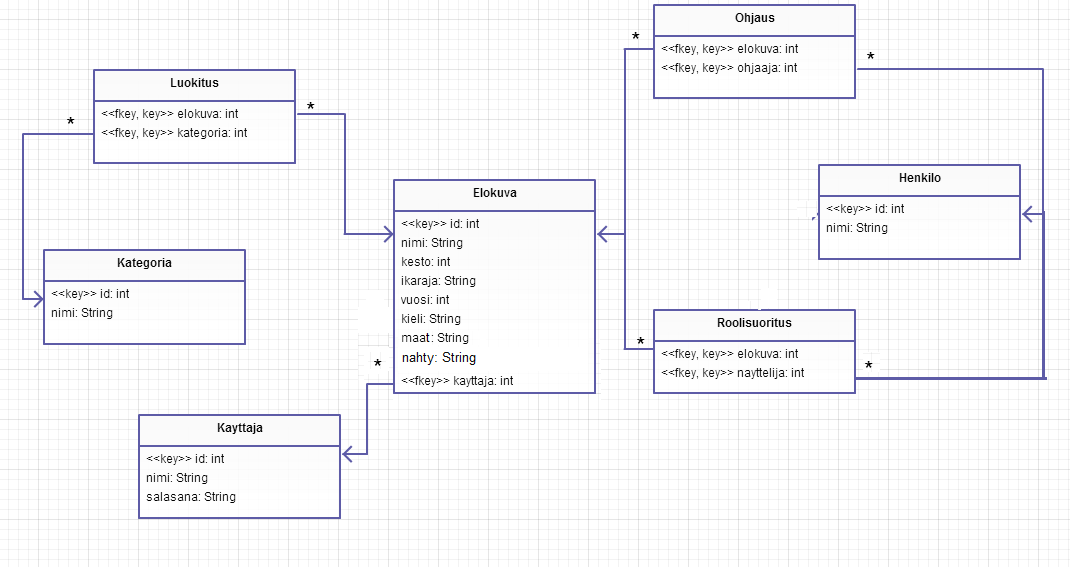 Ohjaus
*
<<fkey, key>> elokuva: int
*
<<fkey, key>> ohjaaja: int
Luokitus
*
<<fkey, key>> elokuva: int
*
<<fkey, key>> kategoria: int
Henkilo
<<key>> id: int
nimi: String
Elokuva
<<key>> id: int
nimi: String
kesto: int
ikaraja: String
vuosi: int
kieli: String
maat: String
nahty: String
*
<<fkey>> kayttaja: int
Kategoria
<<key>> id: int
nimi: String
Roolisuoritus
*
<<fkey, key>> elokuva: int
*
<<fkey, key>> nayttelija: int
Kayttaja
<<key>> id: int
nimi: String
salasana: String